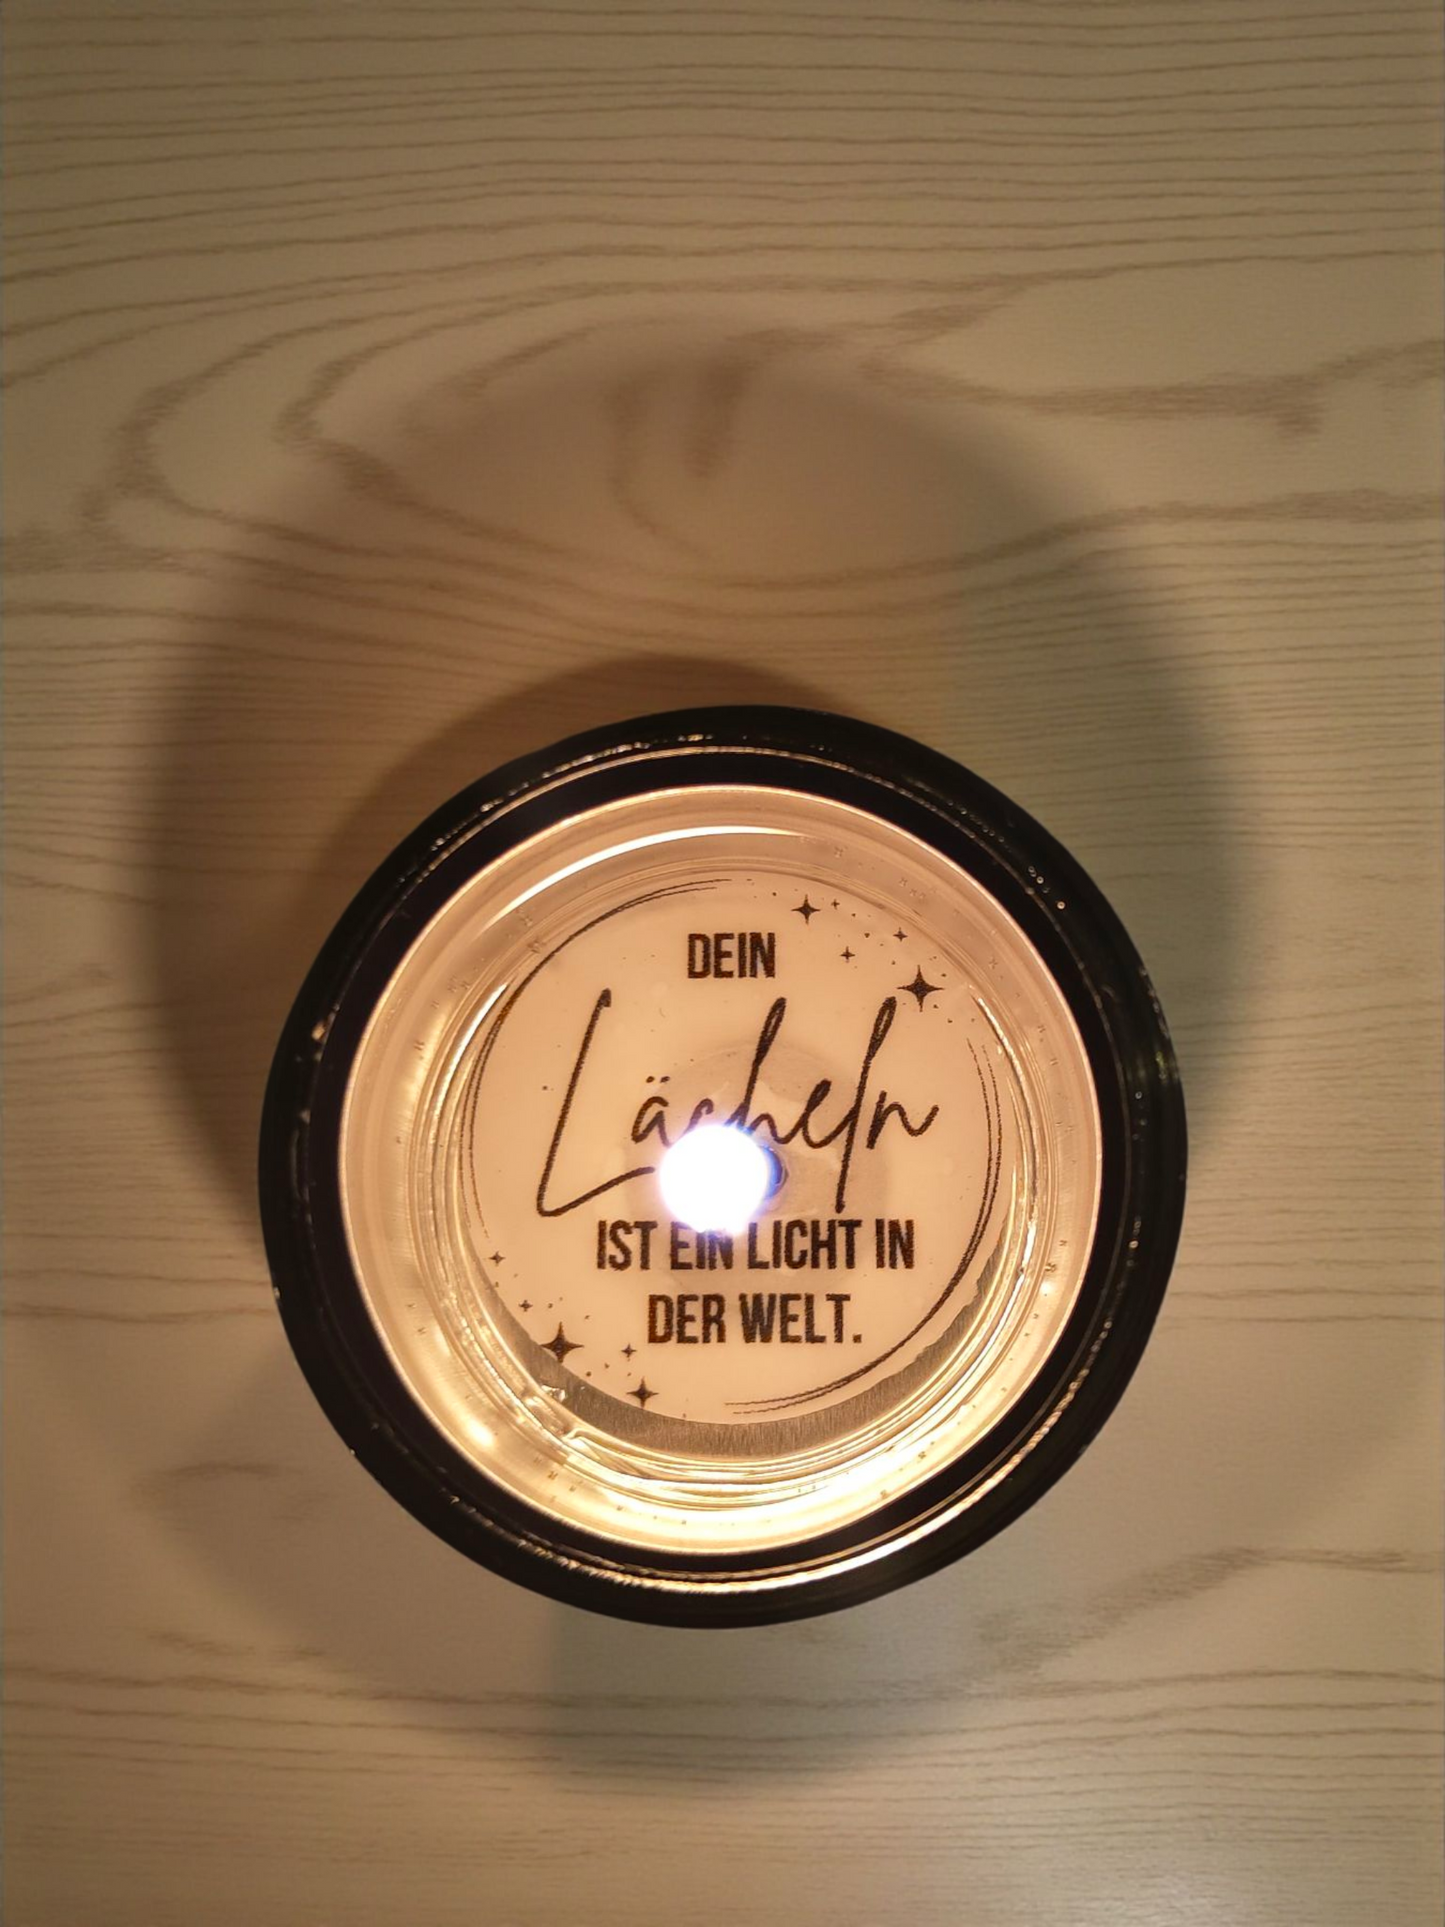 DEIN
Lächeln
IST EIN LICHT IN
DER WELT.